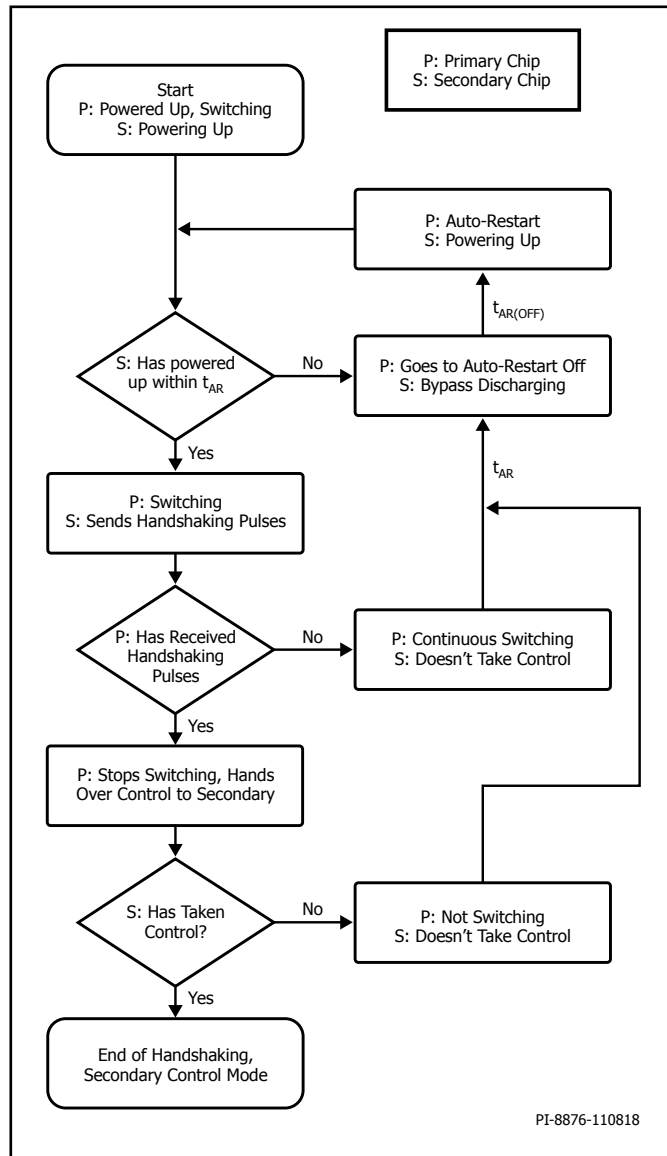 P: Primary Chip
S: Secondary Chip
Start
P: Powered Up, Switching
S: Powering Up
P: Auto-Restart
S: Powering Up
tAR(OFF)
S: Has powered
up within tAR
No
P: Goes to Auto-Restart Off
S: Bypass Discharging
Yes
tAR
P: Switching
S: Sends Handshaking Pulses
P: Has Received
Handshaking
Pulses
No
P: Continuous Switching
S: Doesn't Take Control
Yes
P: Stops Switching, Hands
Over Control to Secondary
S: Has Taken
Control?
No
P: Not Switching
S: Doesn't Take Control
Yes
End of Handshaking,
Secondary Control Mode
PI-8876-110818